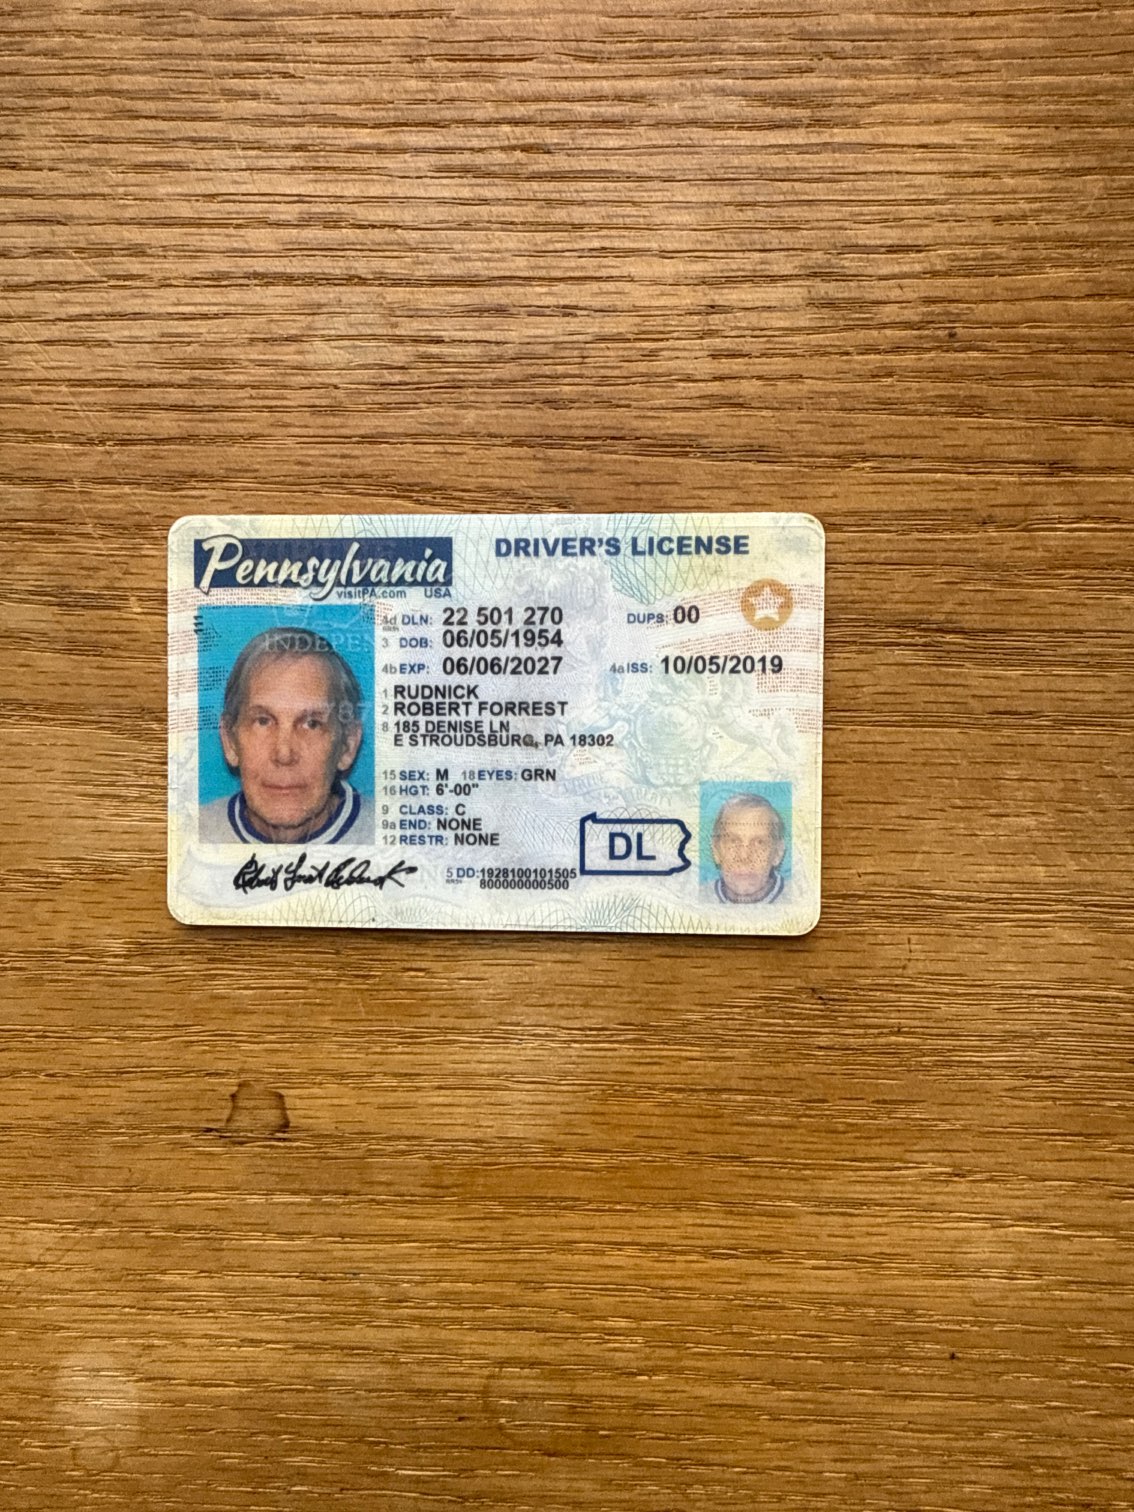 Pennsylvania
visitPA.com USA
DRIVER'S LICENSE
4d DLN: 22 501 270 DUPS: 00
3 DOB: 06/05/1954
4b EXP: 06/06/2027 4a ISS: 10/05/2019
1 RUDNICK
2 ROBERT FORREST
8 185 DENISE LN
E STROUDSBURG, PA 18302
15 SEX: M 18 EYES: GRN
16 HGT: 6'-00"
9 CLASS: C
9a END: NONE
12 RESTR: NONE
5 DD: 1928100101505
800000000500
DL
INDEPE